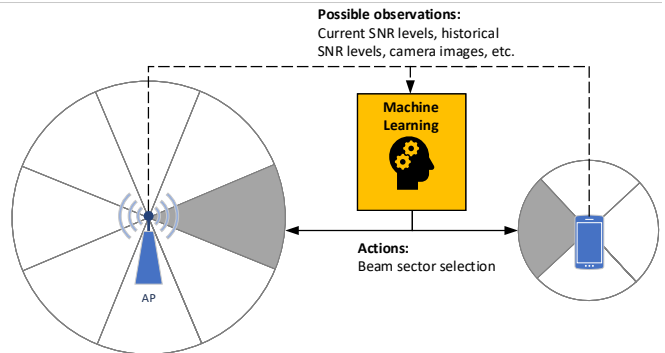 Possible observations:
Current SNR levels, historical
SNR levels, camera images, etc.
Machine
Learning
Actions:
Beam sector selection
AP